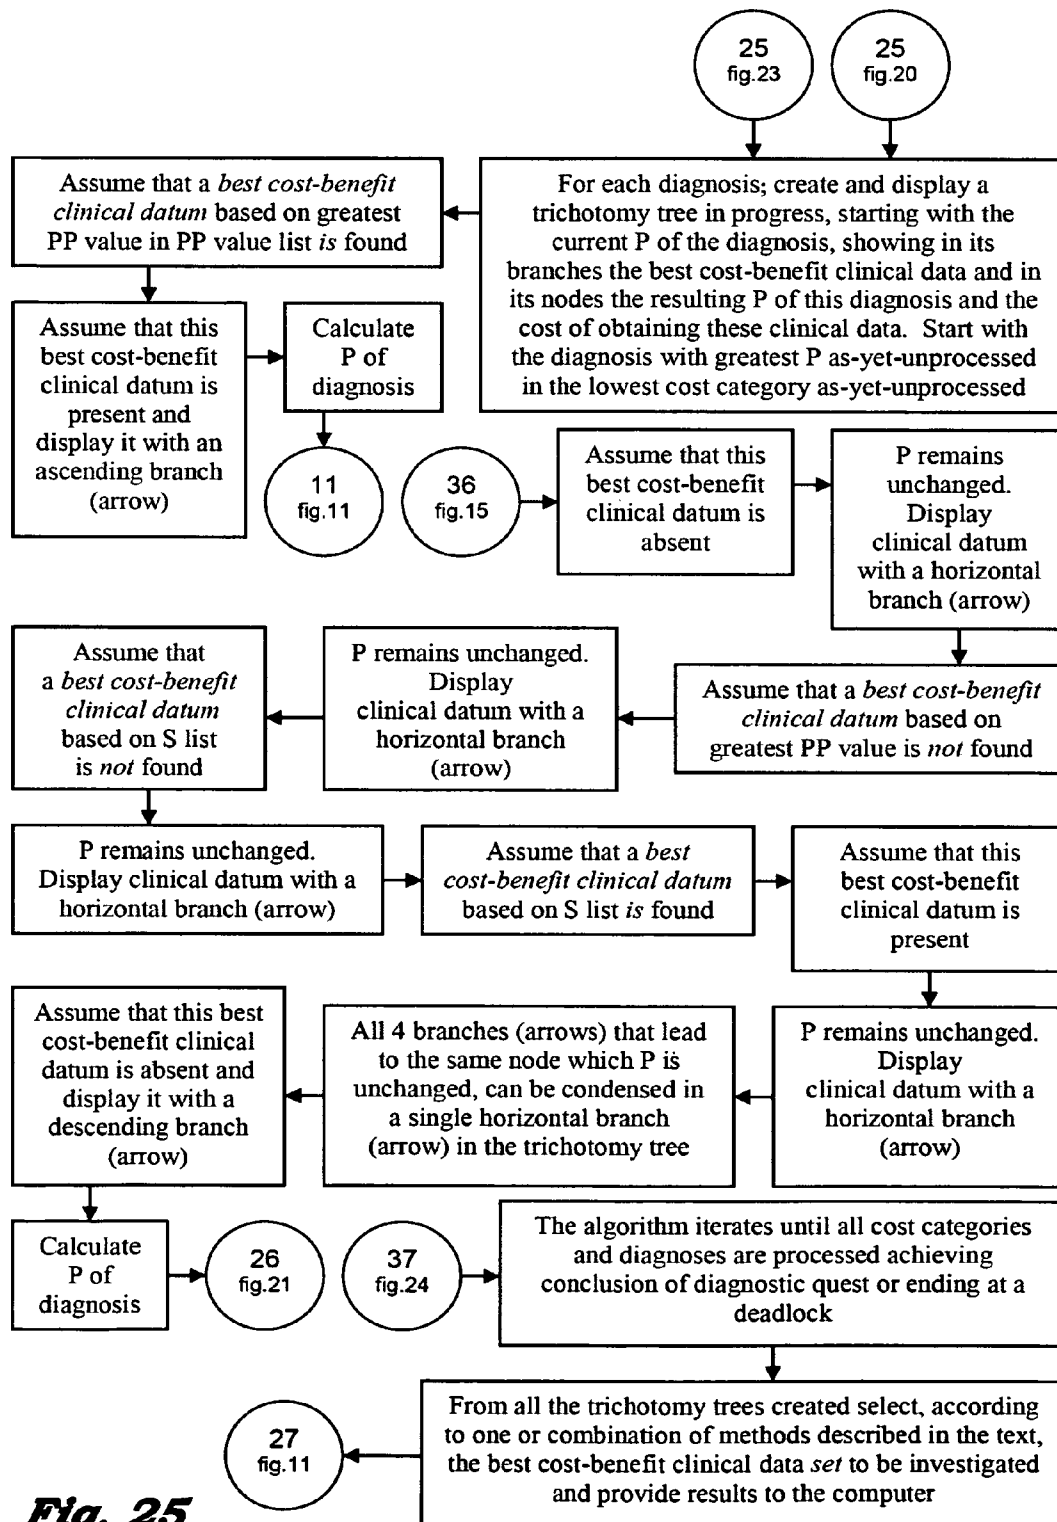 25
fig.23
25
fig.20
For each diagnosis; create and display a
trichotomy tree in progress, starting with the
current P of the diagnosis, showing in its
branches the best cost-benefit clinical data and in
its nodes the resulting P of this diagnosis and the
cost of obtaining these clinical data. Start with
the diagnosis with greatest P as-yet-unprocessed
in the lowest cost category as-yet-unprocessed
Assume that a best cost-benefit
clinical datum based on greatest
PP value in PP value list is found
Assume that this
best cost-benefit
clinical datum is
present and
display it with an
ascending branch
(arrow)
Calculate
P of
diagnosis
11
fig.11
36
fig.15
Assume that this
best cost-benefit
clinical datum is
absent
P remains
unchanged.
Display
clinical datum
with a horizontal
branch (arrow)
Assume that a best cost-benefit
clinical datum based on
greatest PP value is not found
P remains unchanged.
Display
clinical datum with a
horizontal branch
(arrow)
Assume that
a best cost-benefit
clinical datum
based on S list
is not found
P remains unchanged.
Display clinical datum with a
horizontal branch (arrow)
Assume that a best
cost-benefit clinical datum
based on S list is found
Assume that this
best cost-benefit
clinical datum is
present
P remains unchanged.
Display
clinical datum with a
horizontal branch
(arrow)
All 4 branches (arrows) that lead
to the same node which P is
unchanged, can be condensed in
a single horizontal branch
(arrow) in the trichotomy tree
Assume that this best
cost-benefit clinical
datum is absent and
display it with a
descending branch
(arrow)
Calculate
P of
diagnosis
26
fig.21
37
fig.24
The algorithm iterates until all cost categories
and diagnoses are processed achieving
conclusion of diagnostic quest or ending at a
deadlock
From all the trichotomy trees created select, according
to one or combination of methods described in the text,
the best cost-benefit clinical data set to be investigated
and provide results to the computer
27
fig.11
Fig. 25